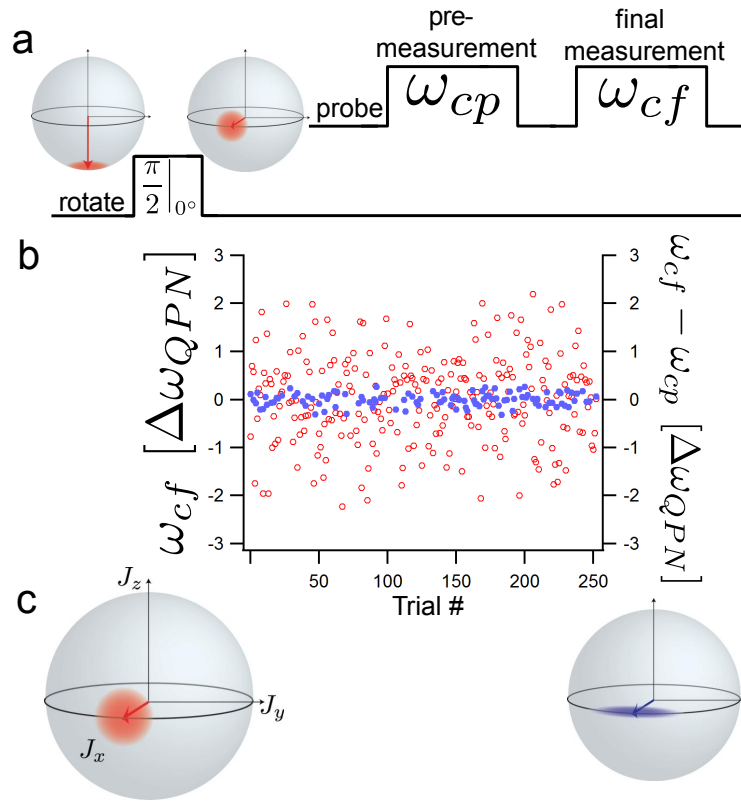 a
pre-
measurement
final
measurement
probe
ω_cp
ω_cf
rotate
π/2|0°
b
ω_cf [Δω_QPN]
3
2
1
0
-1
-2
-3
3
2
1
0
-1
-2
-3
ω_cf − ω_cp [Δω_QPN]
50
100
150
200
250
Trial #
c
J_z
J_y
J_x